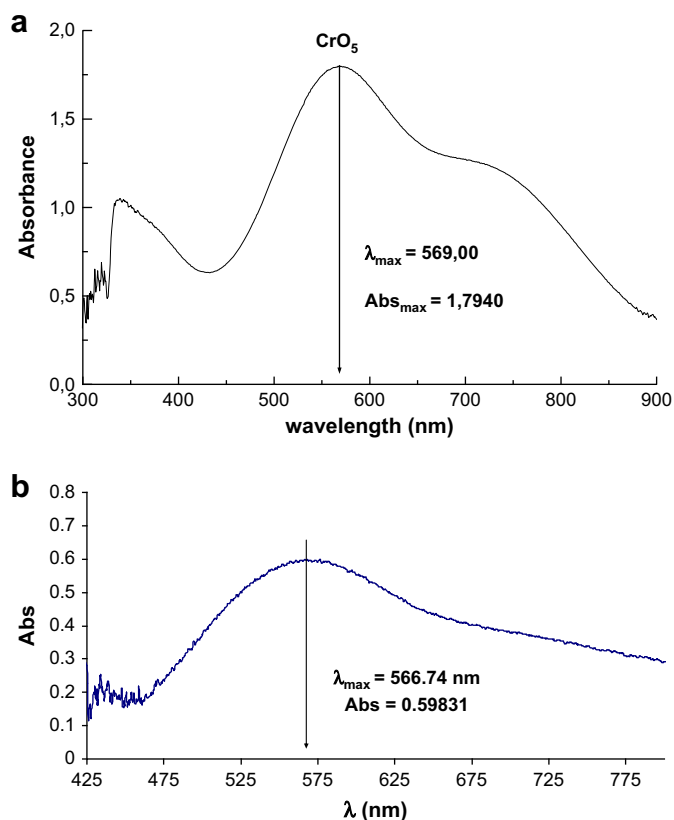 a
2,0
CrO5
1,5
Absorbance
1,0
λmax = 569,00
0,5
Absmax = 1,7940
0,0
300 400 500 600 700 800 900
wavelength (nm)
b
0.8
0.7
0.6
0.5
Abs
0.4
0.3
λmax = 566.74 nm
0.2
Abs = 0.59831
0.1
0
425 475 525 575 625 675 725 775
λ (nm)